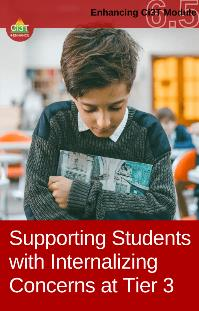 Enhancing Ci3T Module
6.5
Ci3T
Supporting Students
with Internalizing
Concerns at Tier 3